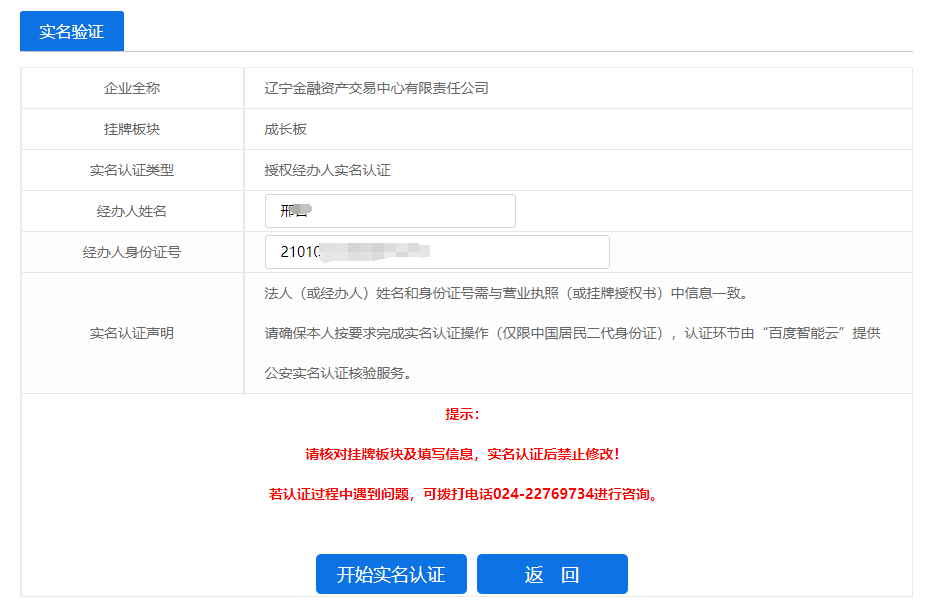 实名验证
企业全称 辽宁金融资产交易中心有限责任公司
挂牌板块 成长板
实名认证类型 授权经办人实名认证
经办人姓名 邢
经办人身份证号 21010
实名认证声明 法人（或经办人）姓名和身份证号需与营业执照（或挂牌授权书）中信息一致。
请确保本人按要求完成实名认证操作（仅限中国居民二代身份证），认证环节由“百度智能云”提供
公安实名认证核验服务。
提示：
请核对挂牌板块及填写信息，实名认证后禁止修改！
若认证过程中遇到问题，可拨打电话024-22769734进行咨询。
开始实名认证 返 回